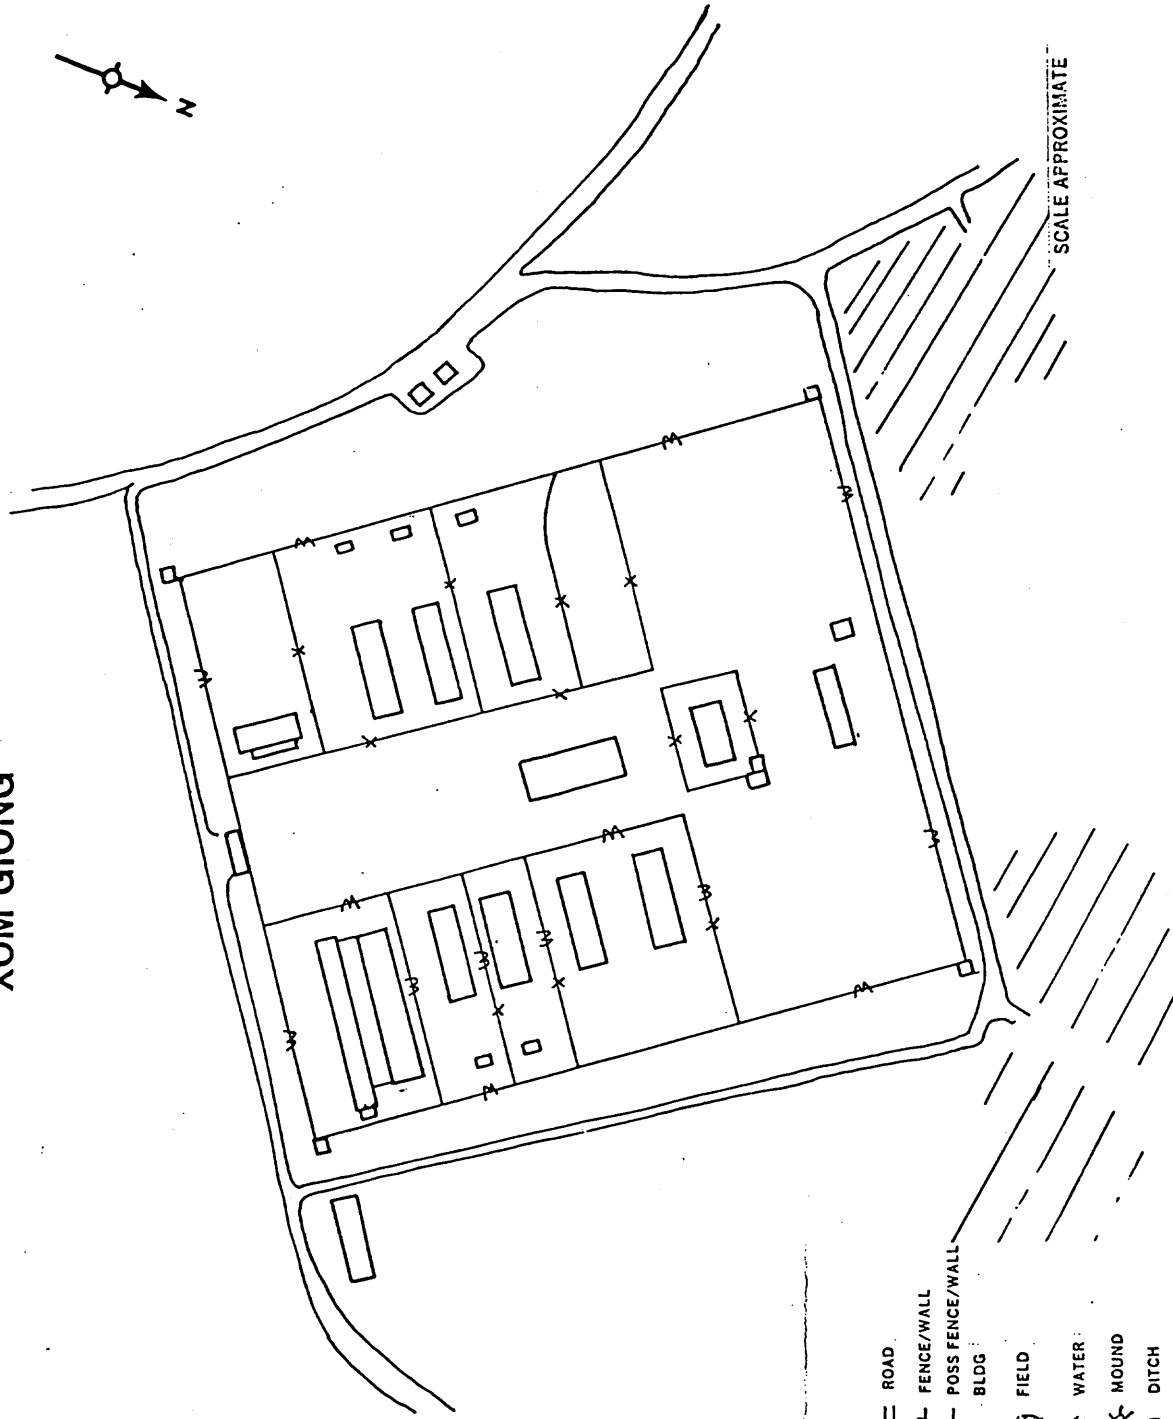 XOM GIONG
N
SCALE APPROXIMATE
ROAD
FENCE/WALL
POSS FENCE/WALL
BLDG
FIELD
WATER
MOUND
DITCH